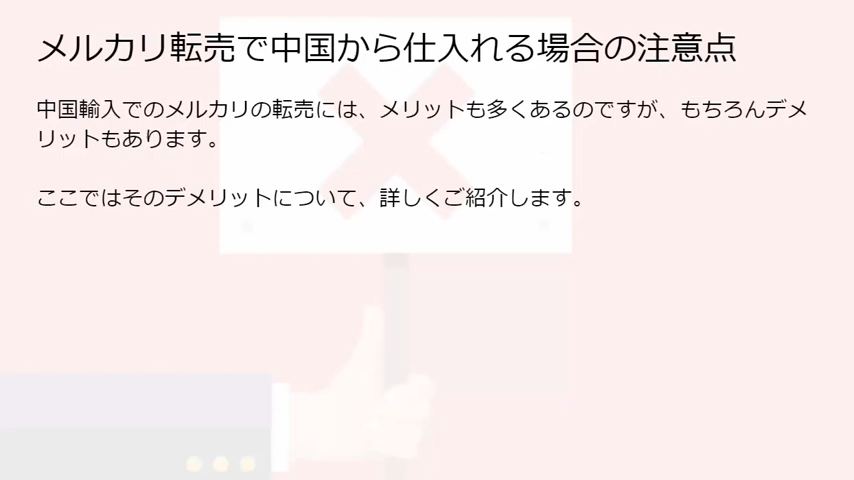 メルカリ転売で中国から仕入れる場合の注意点
中国輸入でのメルカリの転売には、メリットも多くあるのですが、もちろんデメ
リットもあります。
ここではそのデメリットについて、詳しくご紹介します。